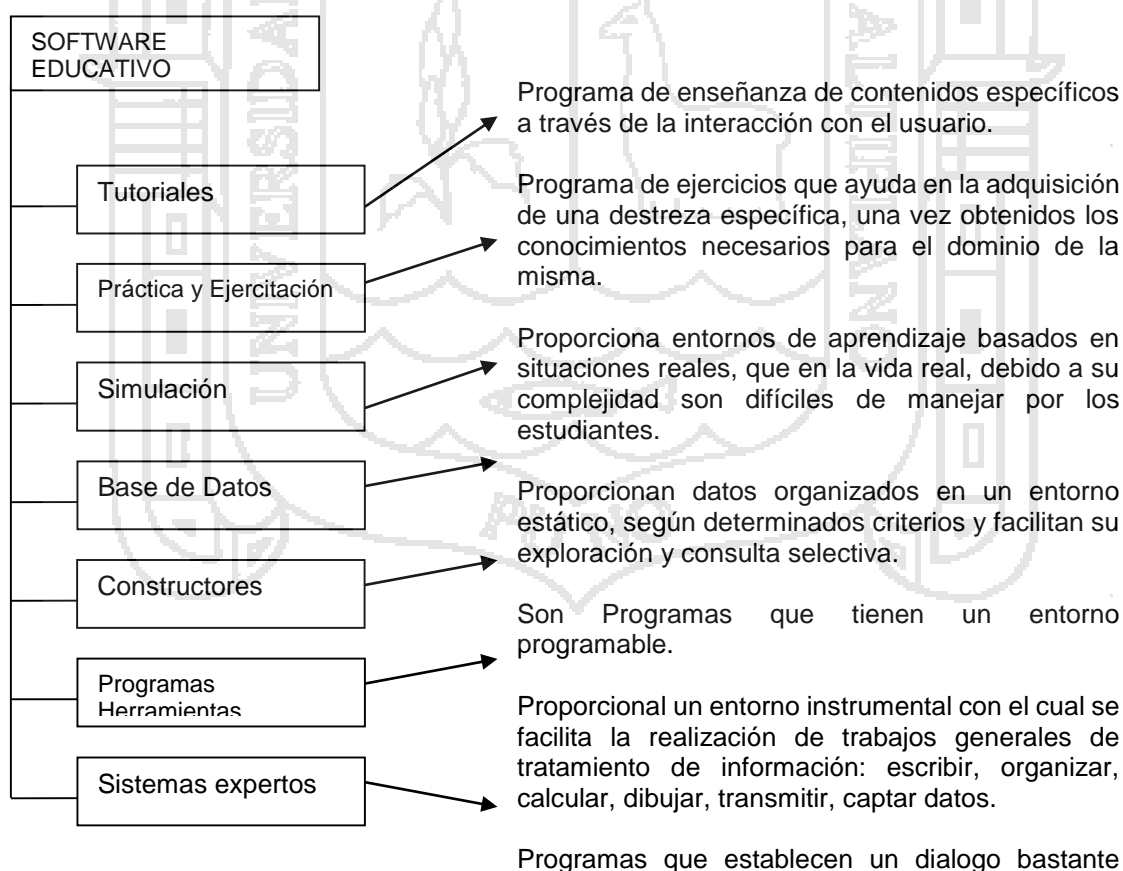 SOFTWARE
EDUCATIVO
Programa de enseñanza de contenidos específicos
a través de la interacción con el usuario.
Tutoriales
Programa de ejercicios que ayuda en la adquisición
de una destreza específica, una vez obtenidos los
conocimientos necesarios para el dominio de la
misma.
Práctica y Ejercitación
Proporciona entornos de aprendizaje basados en
situaciones reales, que en la vida real, debido a su
complejidad son difíciles de manejar por los
estudiantes.
Simulación
Base de Datos
Proporcionan datos organizados en un entorno
estático, según determinados criterios y facilitan su
exploración y consulta selectiva.
Constructores
Son Programas que tienen un entorno
programable.
Programas
Herramientas
Proporcional un entorno instrumental con el cual se
facilita la realización de trabajos generales de
tratamiento de información: escribir, organizar,
calcular, dibujar, transmitir, captar datos.
Sistemas expertos
Programas que establecen un dialogo bastante